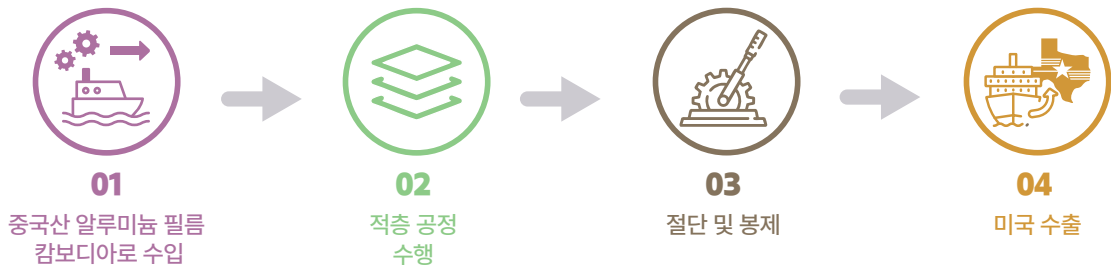 01
중국산 알루미늄 필름
캄보디아로 수입
02
적층 공정
수행
03
절단 및 봉제
04
미국 수출